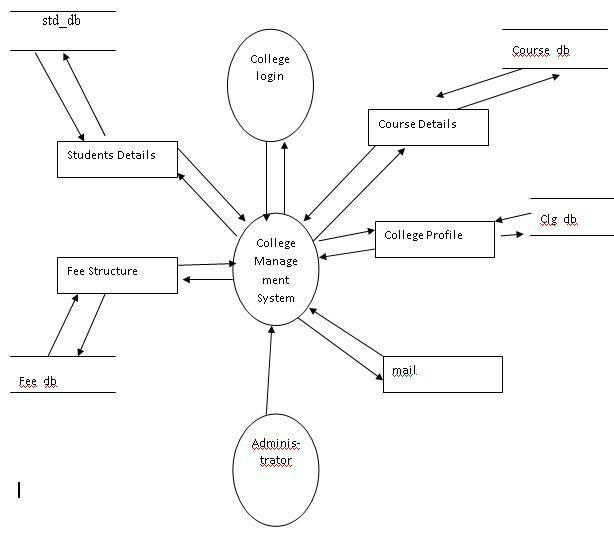 std_db
College
login
Course db
Course Details
Students Details
College Profile
Clg db
College
Manage
ment
System
Fee Structure
mail
Fee db
Adminis-
trator